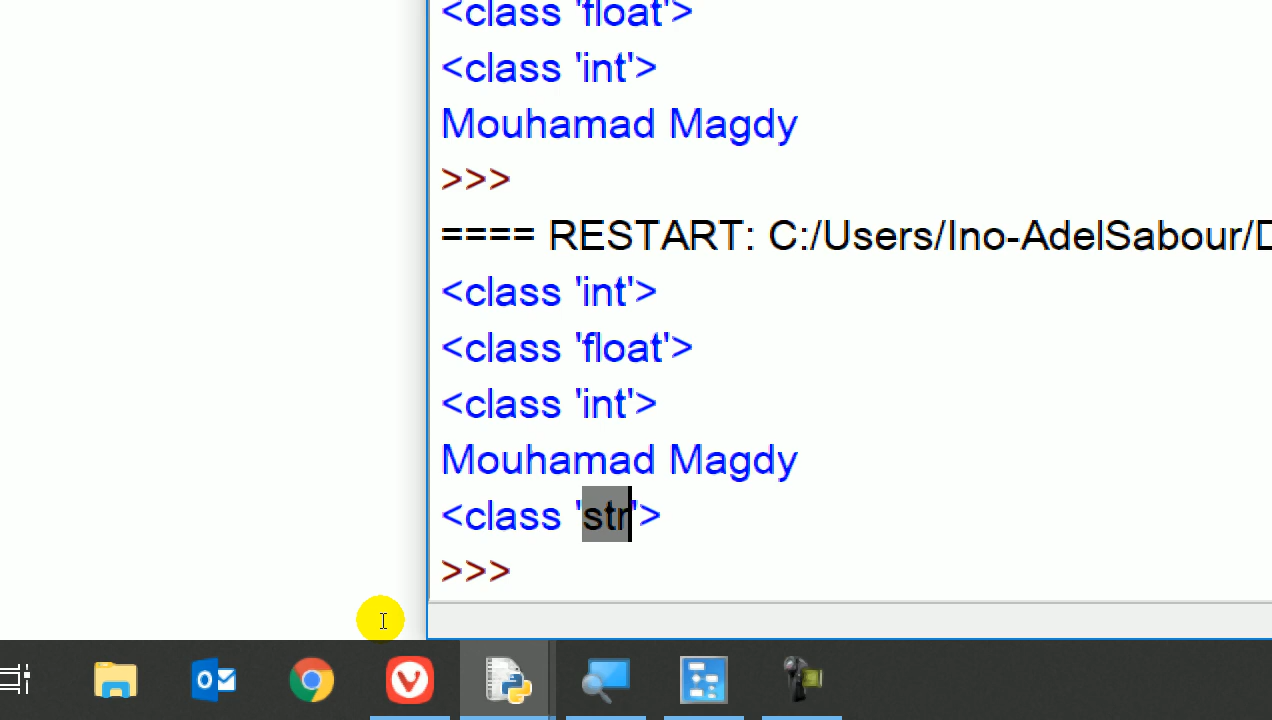 <class 'float'>
<class 'int'>
Mouhamad Magdy
>>>
==== RESTART: C:/Users/Ino-AdelSabour/D
<class 'int'>
<class 'float'>
<class 'int'>
Mouhamad Magdy
<class 'str'>
>>>